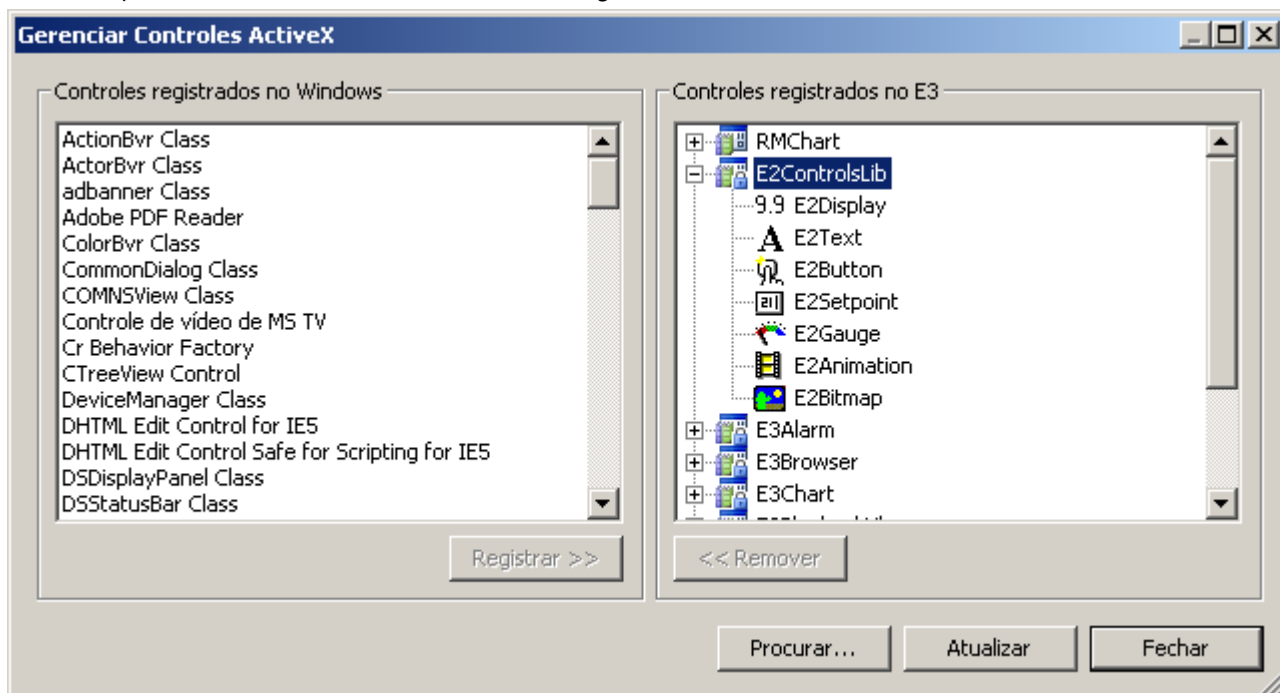 Gerenciar Controles ActiveX
Controles registrados no Windows
ActionBvr Class
ActorBvr Class
adbanner Class
Adobe PDF Reader
ColorBvr Class
CommonDialog Class
COMNSView Class
Controle de vídeo de MS TV
Cr Behavior Factory
CTreeView Control
DeviceManager Class
DHTML Edit Control for IE5
DHTML Edit Control Safe for Scripting for IE5
DSDisplayPanel Class
DSStatusBar Class
Registrar >>
Controles registrados no E3
RMChart
E2ControlsLib
9.9 E2Display
A E2Text
E2Button
21 E2Setpoint
E2Gauge
E2Animation
E2Bitmap
E3Alarm
E3Browser
E3Chart
<< Remover
Procurar...
Atualizar
Fechar